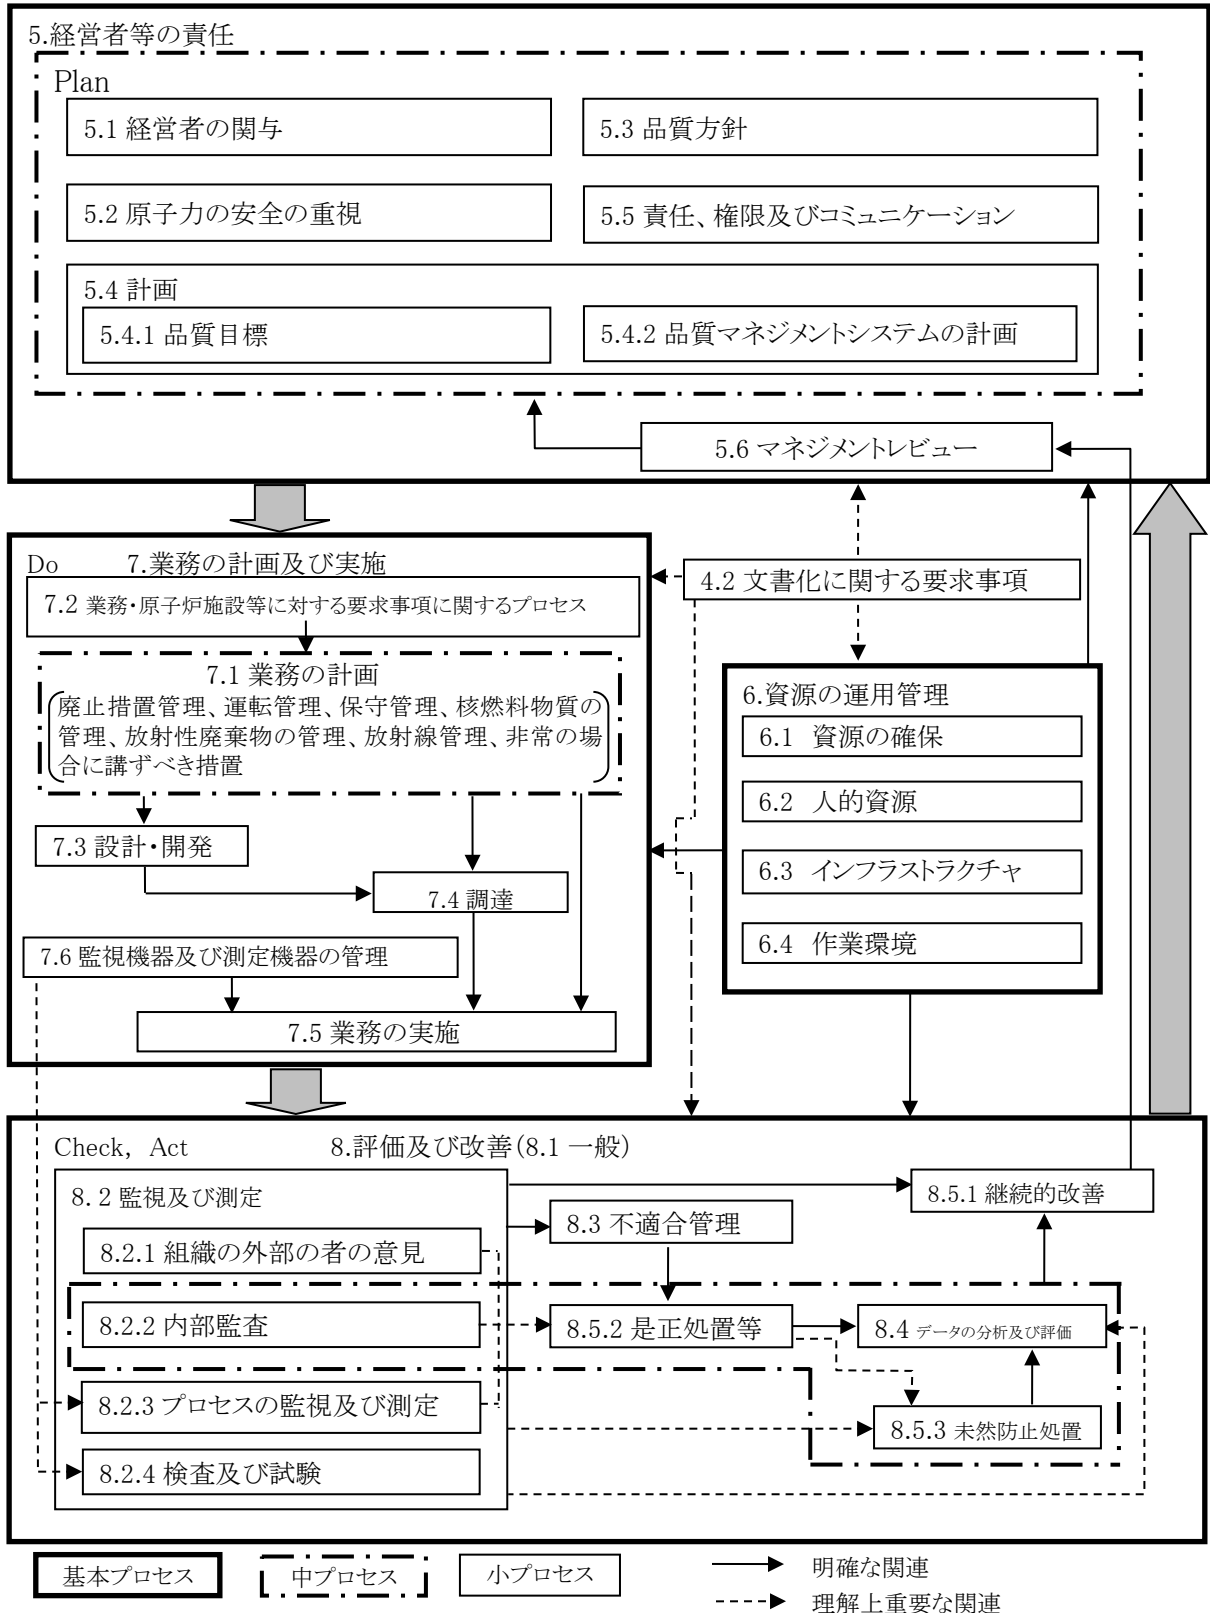 5.経営者等の責任
Plan
5.1 経営者の関与
5.3 品質方針
5.2 原子力の安全の重視
5.5 責任、権限及びコミュニケーション
5.4 計画
5.4.1 品質目標
5.4.2 品質マネジメントシステムの計画
5.6 マネジメントレビュー
Do 7.業務の計画及び実施
7.2 業務・原子炉施設等に対する要求事項に関するプロセス
4.2 文書化に関する要求事項
7.1 業務の計画
廃止措置管理、運転管理、保守管理、核燃料物質の
管理、放射性廃棄物の管理、放射線管理、非常の場
合に講ずべき措置
7.3 設計・開発
7.4 調達
7.6 監視機器及び測定機器の管理
7.5 業務の実施
6.資源の運用管理
6.1 資源の確保
6.2 人的資源
6.3 インフラストラクチャ
6.4 作業環境
Check, Act 8.評価及び改善(8.1 一般)
8.2 監視及び測定
8.5.1 継続的改善
8.3 不適合管理
8.2.1 組織の外部の者の意見
8.2.2 内部監査
8.5.2 是正処置等
8.4 データの分析及び評価
8.2.3 プロセスの監視及び測定
8.5.3 未然防止処置
8.2.4 検査及び試験
基本プロセス
中プロセス
小プロセス
明確な関連
理解上重要な関連